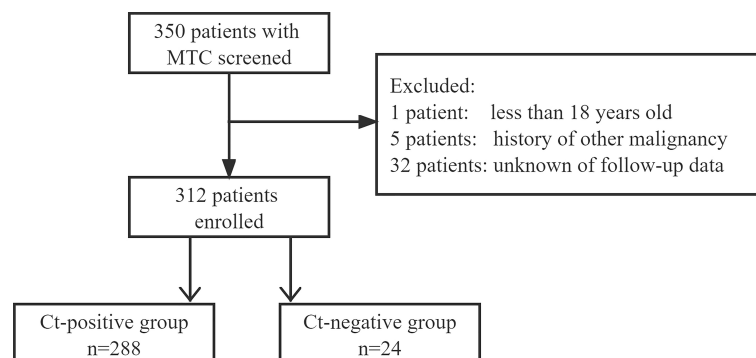 350 patients with
MTC screened
Excluded:
1 patient: less than 18 years old
5 patients: history of other malignancy
32 patients: unknown of follow-up data
312 patients
enrolled
Ct-positive group
n=288
Ct-negative group
n=24